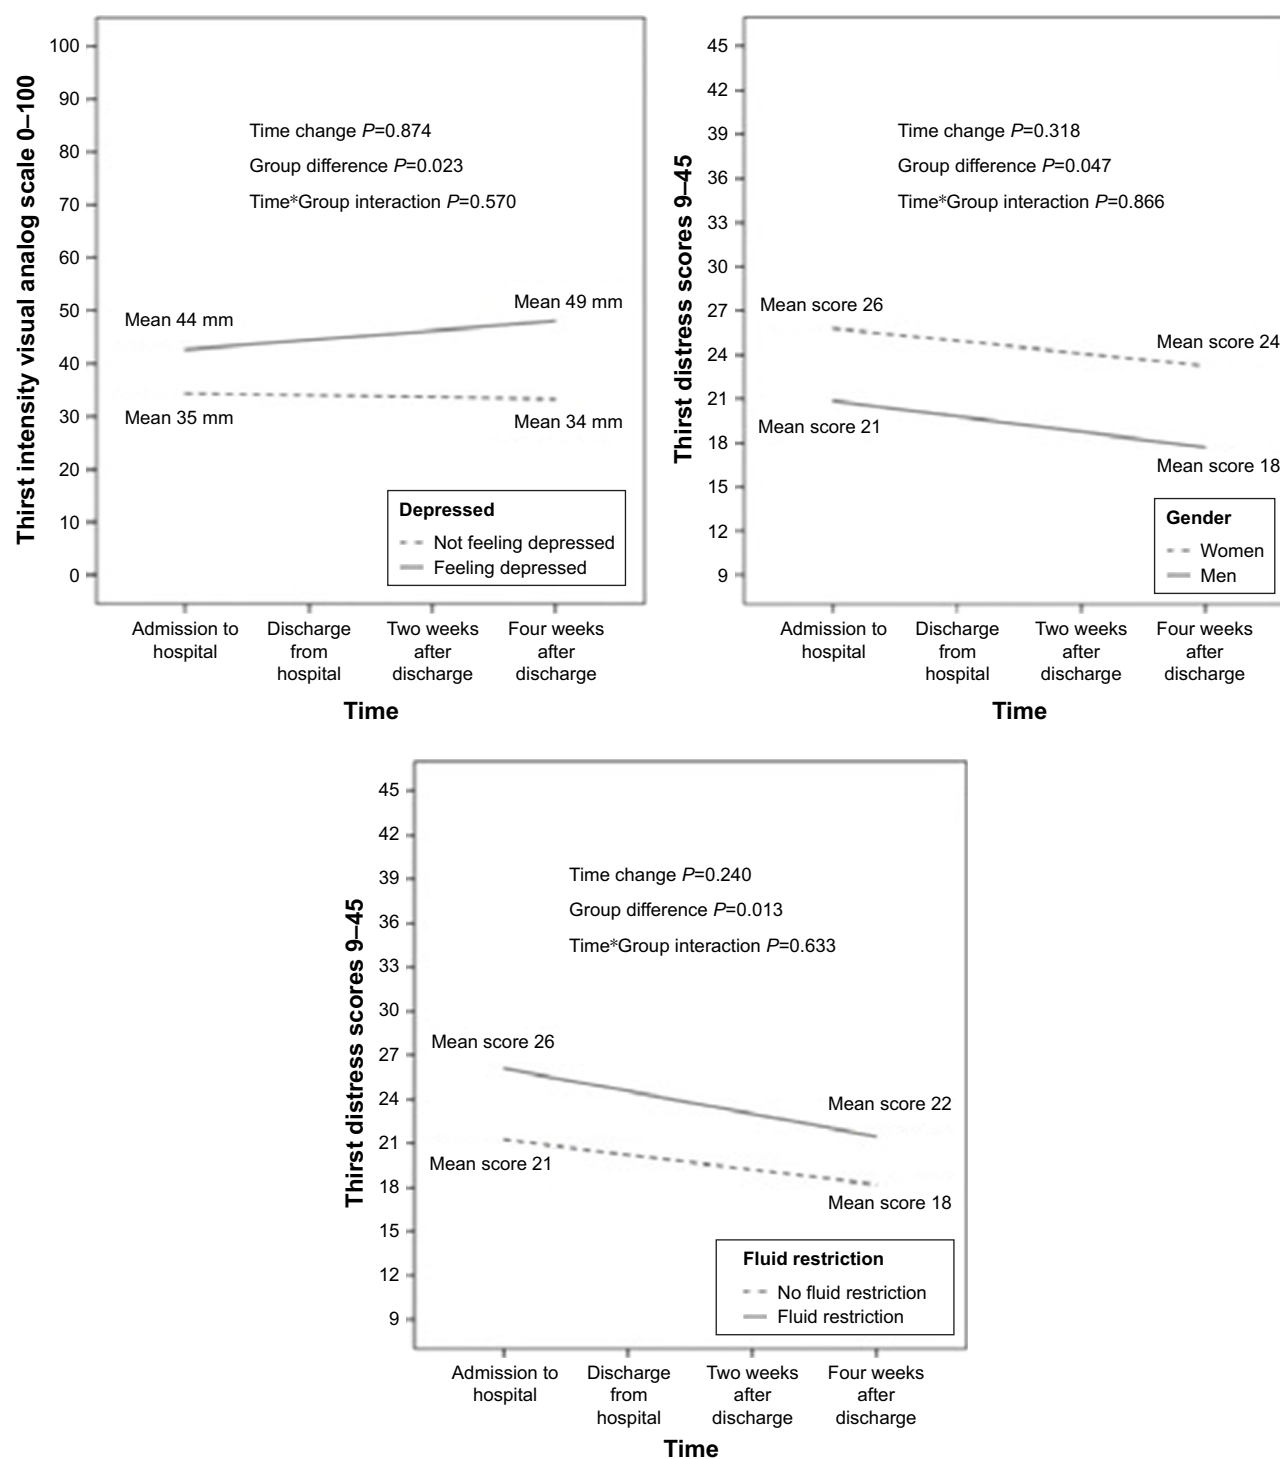 Thirst intensity visual analog scale 0–100
100
90
80
70
60
50
40
30
20
10
0
Time change P=0.874
Group difference P=0.023
Time*Group interaction P=0.570
Mean 44 mm
Mean 49 mm
Mean 35 mm
Mean 34 mm
Depressed
Not feeling depressed
Feeling depressed
Admission to
hospital
Discharge
from
hospital
Two weeks
after
discharge
Four weeks
after
discharge
Time
Thirst distress scores 9–45
45
42
39
36
33
30
27
24
21
18
15
12
9
Time change P=0.318
Group difference P=0.047
Time*Group interaction P=0.866
Mean score 26
Mean score 24
Mean score 21
Mean score 18
Gender
Women
Men
Admission to
hospital
Discharge
from
hospital
Two weeks
after
discharge
Four weeks
after
discharge
Time
Thirst distress scores 9–45
45
42
39
36
33
30
27
24
21
18
15
12
9
Time change P=0.240
Group difference P=0.013
Time*Group interaction P=0.633
Mean score 26
Mean score 22
Mean score 21
Mean score 18
Fluid restriction
No fluid restriction
Fluid restriction
Admission to
hospital
Discharge
from
hospital
Two weeks
after
discharge
Four weeks
after
discharge
Time